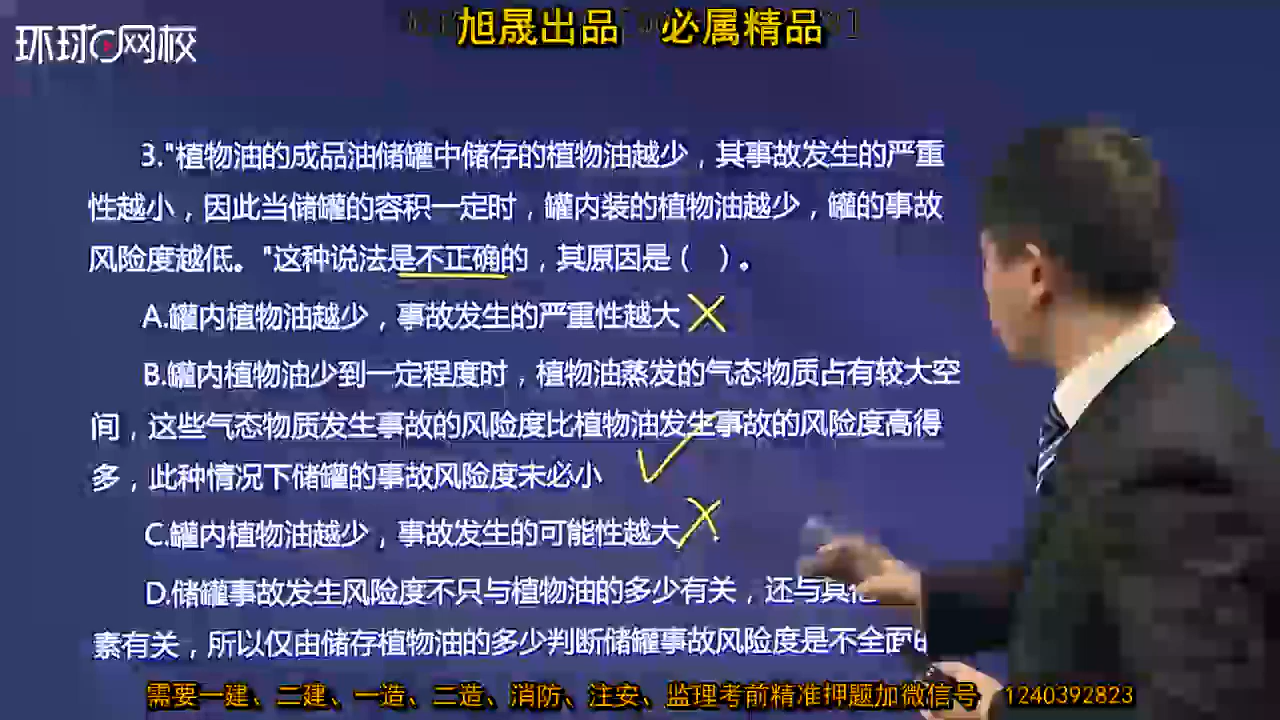 旭晟出品 必属精品
环球网校
3."植物油的成品油储罐中储存的植物油越少，其事故发生的严重
性越小，因此当储罐的容积一定时，罐内装的植物油越少，罐的事故
风险度越低。"这种说法是不正确的，其原因是（ ）。
A.罐内植物油越少，事故发生的严重性越大
B.罐内植物油少到一定程度时，植物油蒸发的气态物质占有较大空
间，这些气态物质发生事故的风险度比植物油发生事故的风险度高得
多，此种情况下储罐的事故风险度未必小
C.罐内植物油越少，事故发生的可能性越大
D.储罐事故发生风险度不只与植物油的多少有关，还与其他
素有关，所以仅由储存植物油的多少判断储罐事故风险度是不全面
需要一建、二建、一造、二造、消防、注安、监理考前精准押题加微信号 1240392823